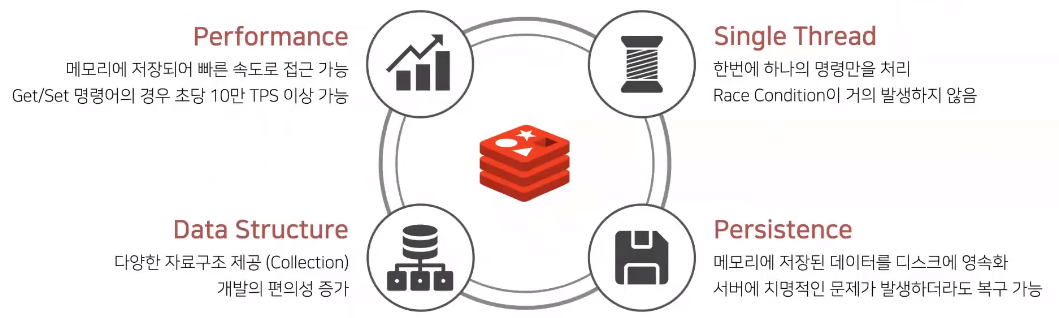 Performance
메모리에 저장되어 빠른 속도로 접근 가능
Get/Set 명령어의 경우 초당 10만 TPS 이상 가능
Single Thread
한번에 하나의 명령만을 처리
Race Condition이 거의 발생하지 않음
Data Structure
다양한 자료구조 제공 (Collection)
개발의 편의성 증가
Persistence
메모리에 저장된 데이터를 디스크에 영속화
서버에 치명적인 문제가 발생하더라도 복구 가능